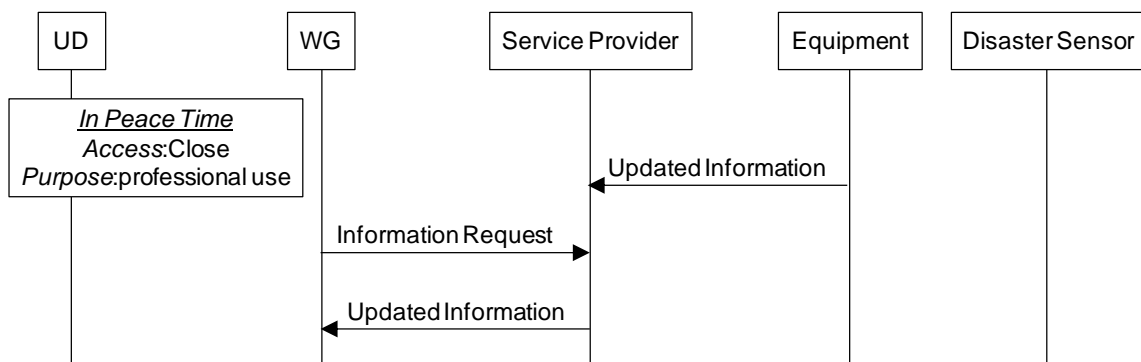 UD
WG
Service Provider
Equipment
Disaster Sensor
In Peace Time
Access:Close
Purpose:professional use
Updated Information
Information Request
Updated Information